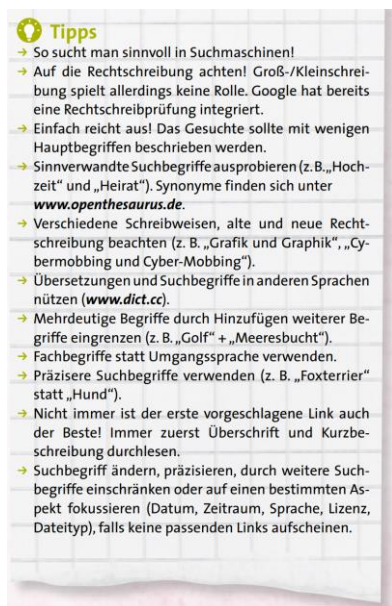 Tipps
→ So sucht man sinnvoll in Suchmaschinen!
→ Auf die Rechtschreibung achten! Groß-/Kleinschrei-
bung spielt allerdings keine Rolle. Google hat bereits
eine Rechtschreibprüfung integriert.
→ Einfach reicht aus! Das Gesuchte sollte mit wenigen
Hauptbegriffen beschrieben werden.
→ Sinnverwandte Suchbegriffe ausprobieren (z. B. „Hoch-
zeit“ und „Heirat“). Synonyme finden sich unter
www.openthesaurus.de.
→ Verschiedene Schreibweisen, alte und neue Recht-
schreibung beachten (z. B. „Grafik und Graphik“, „Cy-
bermobbing und Cyber-Mobbing“).
→ Übersetzungen und Suchbegriffe in anderen Sprachen
nützen (www.dict.cc).
→ Mehrdeutige Begriffe durch Hinzufügen weiterer Be-
griffe eingrenzen (z. B. „Golf“ + „Meeresbucht“).
→ Fachbegriffe statt Umgangssprache verwenden.
→ Präzisere Suchbegriffe verwenden (z. B. „Foxterrier“
statt „Hund“).
→ Nicht immer ist der erste vorgeschlagene Link auch
der Beste! Immer zuerst Überschrift und Kurzbe-
schreibung durchlesen.
→ Suchbegriff ändern, präzisieren, durch weitere Such-
begriffe einschränken oder auf einen bestimmten As-
pekt fokussieren (Datum, Zeitraum, Sprache, Lizenz,
Dateityp), falls keine passenden Links aufscheinen.